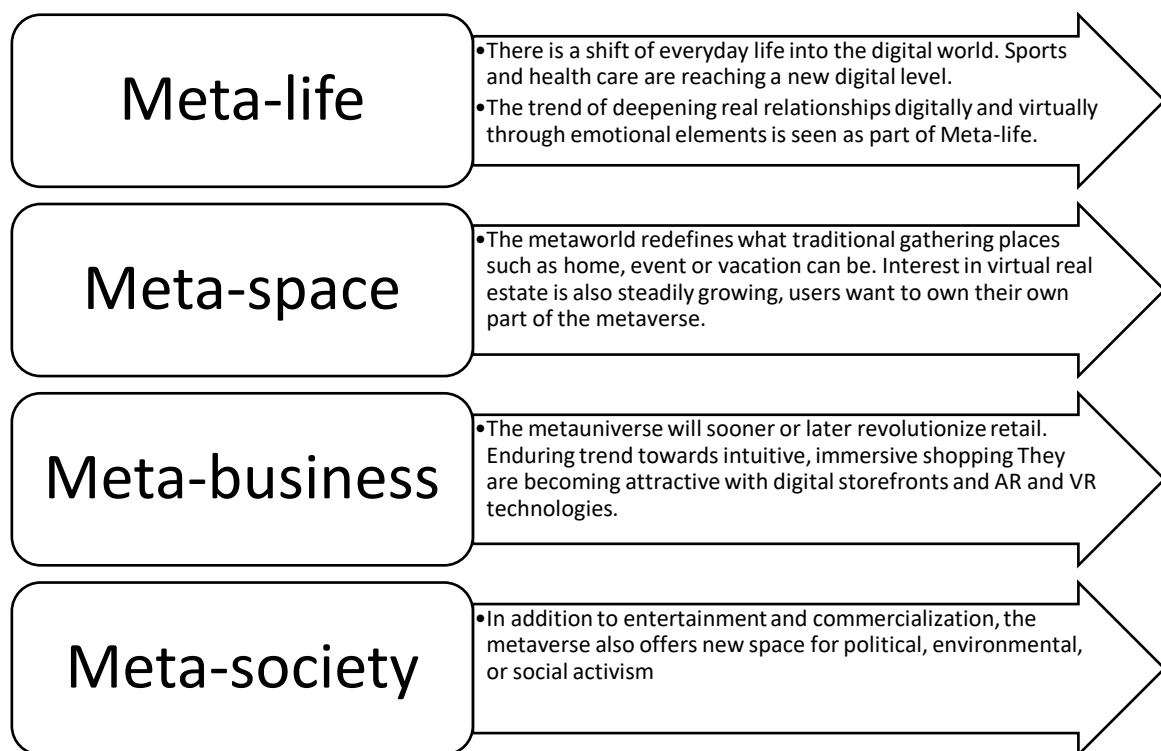 Meta-life
•There is a shift of everyday life into the digital world. Sports
and health care are reaching a new digital level.
•The trend of deepening real relationships digitally and virtually
through emotional elements is seen as part of Meta-life.
Meta-space
•The metaworld redefines what traditional gathering places
such as home, event or vacation can be. Interest in virtual real
estate is also steadily growing, users want to own their own
part of the metaverse.
Meta-business
•The metauniverse will sooner or later revolutionize retail.
Enduring trend towards intuitive, immersive shopping They
are becoming attractive with digital storefronts and AR and VR
technologies.
Meta-society
•In addition to entertainment and commercialization, the
metaverse also offers new space for political, environmental,
or social activism